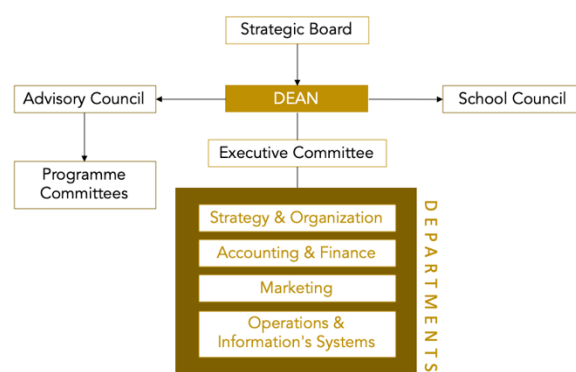 Strategic Board
Advisory Council
DEAN
School Council
Executive Committee
Programme
Committees
Strategy & Organization
Accounting & Finance
Marketing
Operations &
Information's Systems
DEPARTMENTS